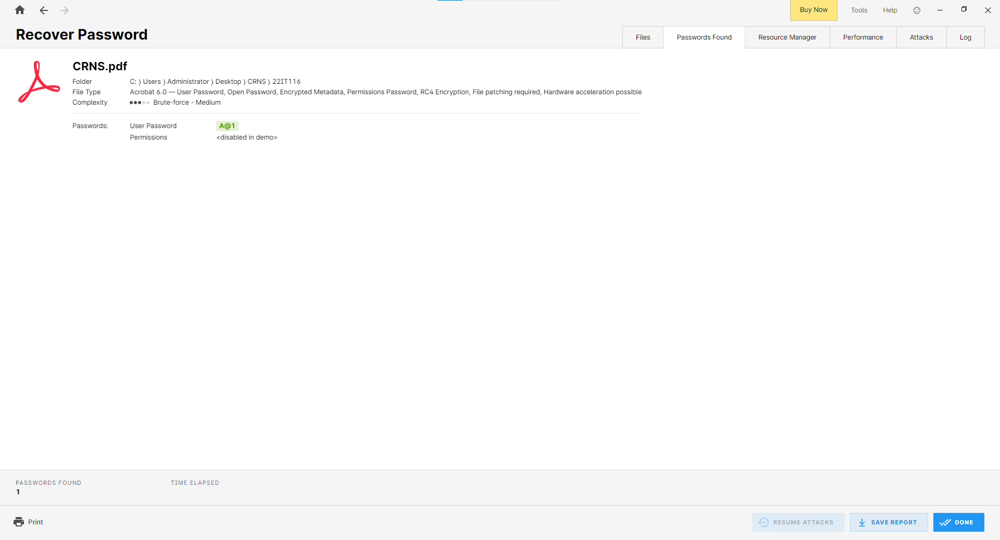 Buy Now Tools Help
Recover Password
Files Passwords Found Resource Manager Performance Attacks Log
CRNS.pdf
Folder C: ⟩ Users ⟩ Administrator ⟩ Desktop ⟩ CRNS ⟩ 22IT116
File Type Acrobat 6.0 — User Password, Open Password, Encrypted Metadata, Permissions Password, RC4 Encryption, File patching required, Hardware acceleration possible
Complexity Brute-force - Medium
Passwords: User Password A@1
Permissions <disabled in demo>
PASSWORDS FOUND TIME ELAPSED
1
Print RESUME ATTACKS SAVE REPORT DONE